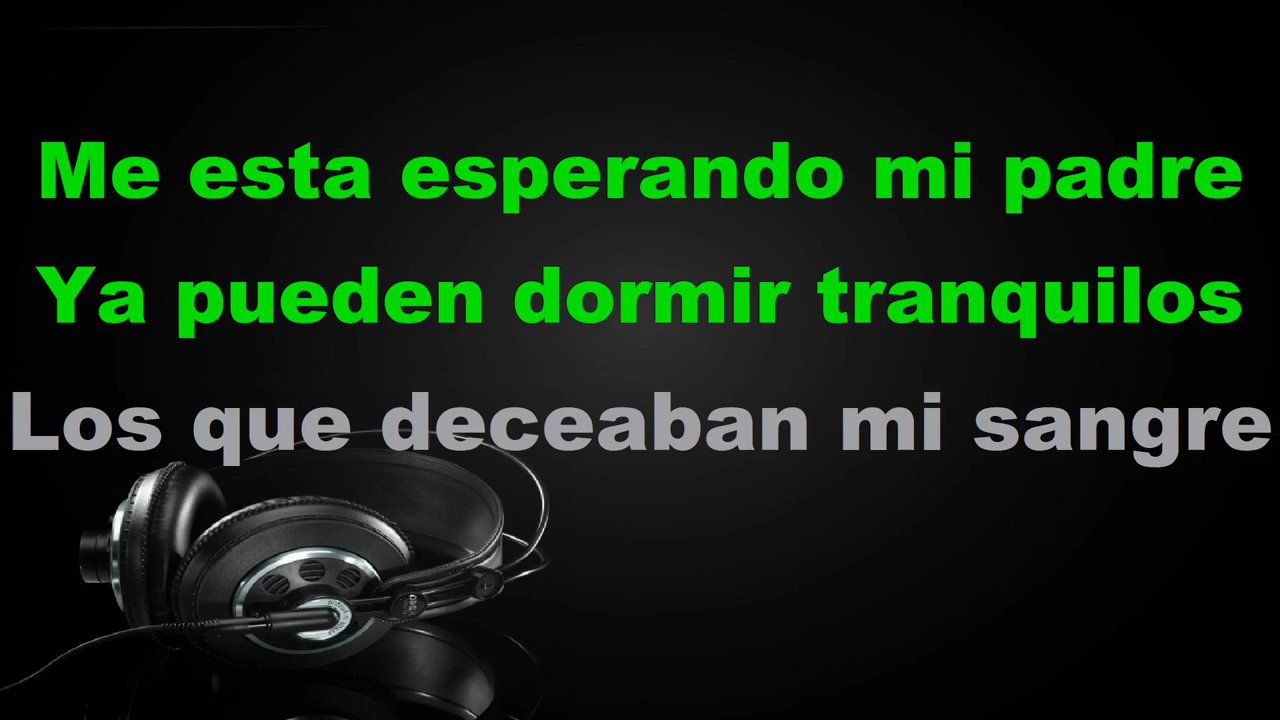 Me esta esperando mi padre
Ya pueden dormir tranquilos
Los que deceaban mi sangre